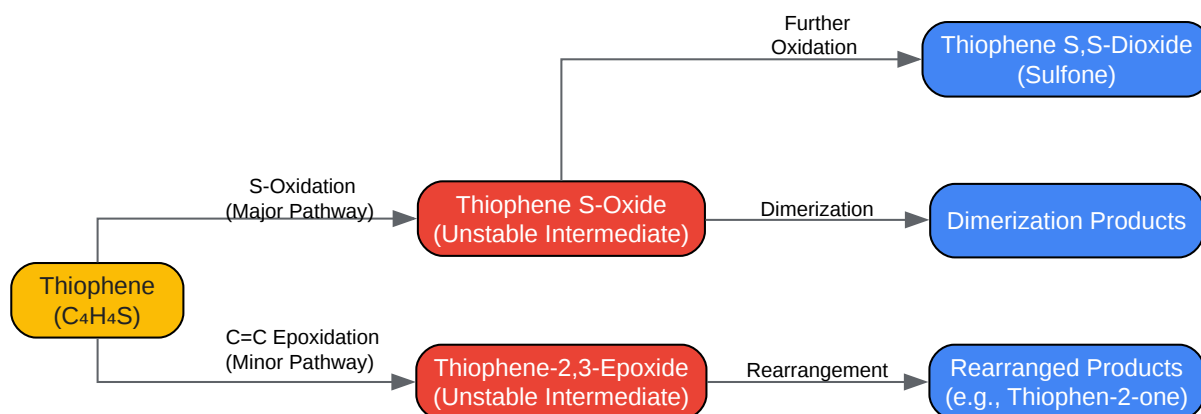 Further
Oxidation
Thiophene S,S-Dioxide
(Sulfone)
S-Oxidation
(Major Pathway)
Thiophene S-Oxide
(Unstable Intermediate)
Dimerization
Dimerization Products
Thiophene
(C₄H₄S)
C=C Epoxidation
(Minor Pathway)
Thiophene-2,3-Epoxide
(Unstable Intermediate)
Rearrangement
Rearranged Products
(e.g., Thiophen-2-one)